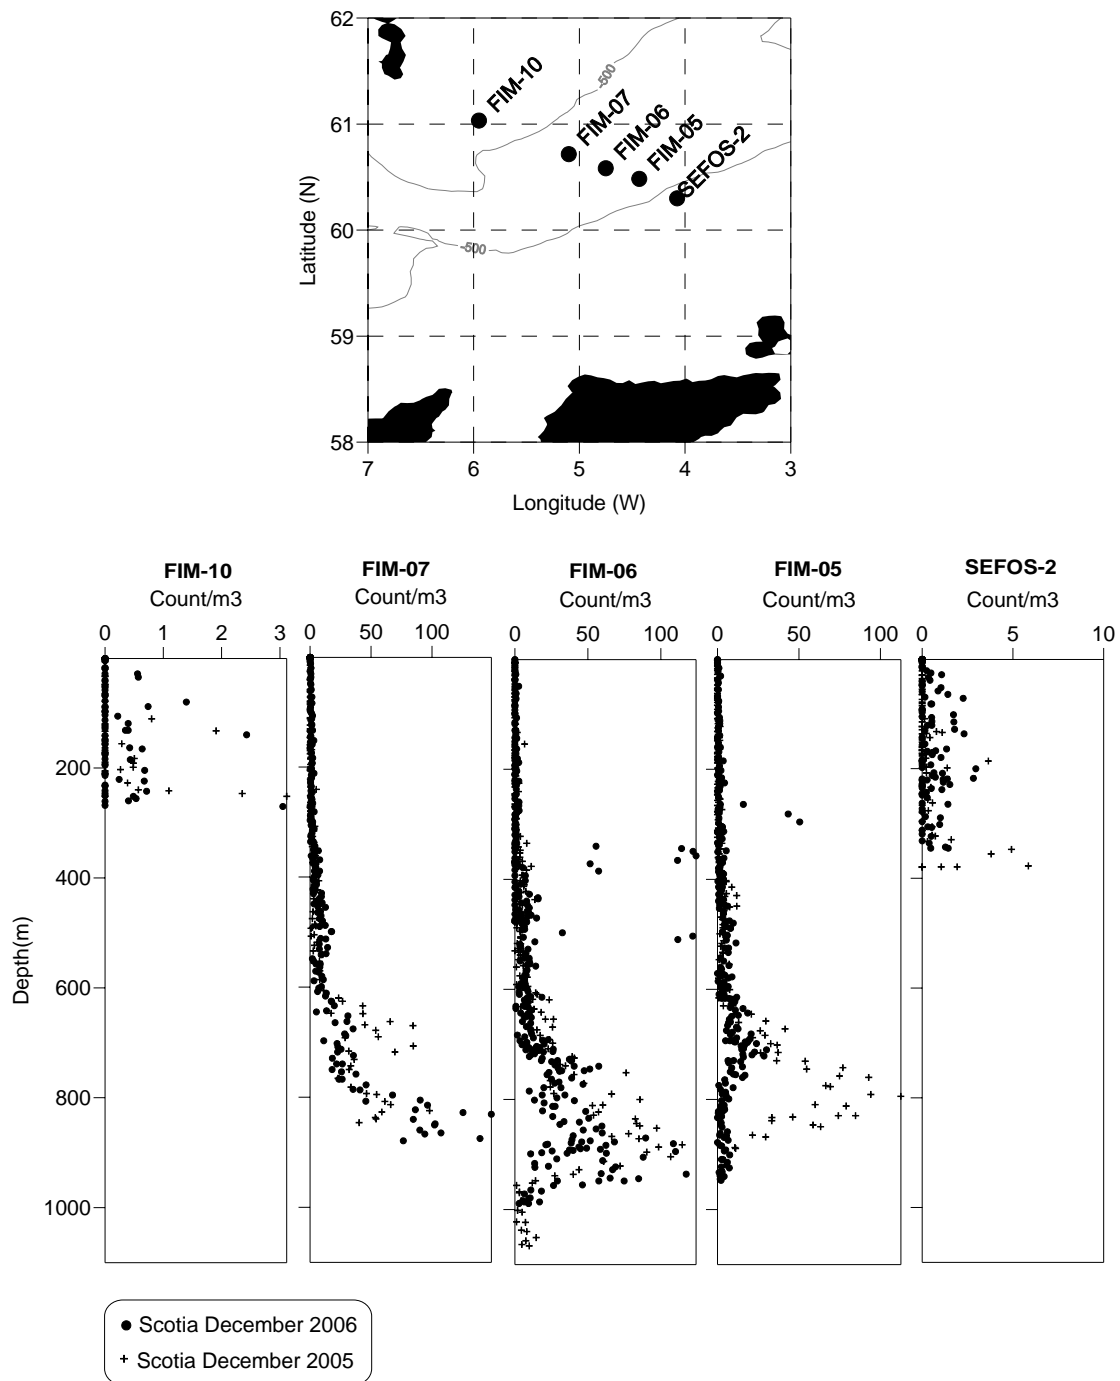 62
61
60
59
58
Latitude (N)
-500
-500
FIM-10
FIM-07
FIM-06
FIM-05
SEFOS-2
7 6 5 4 3
Longitude (W)
FIM-10 FIM-07 FIM-06 FIM-05 SEFOS-2
Count/m3 Count/m3 Count/m3 Count/m3 Count/m3
0 1 2 3 0 50 100 0 50 100 0 50 100 0 5 10
200
400
600
800
1000
Depth(m)
Scotia December 2006
Scotia December 2005